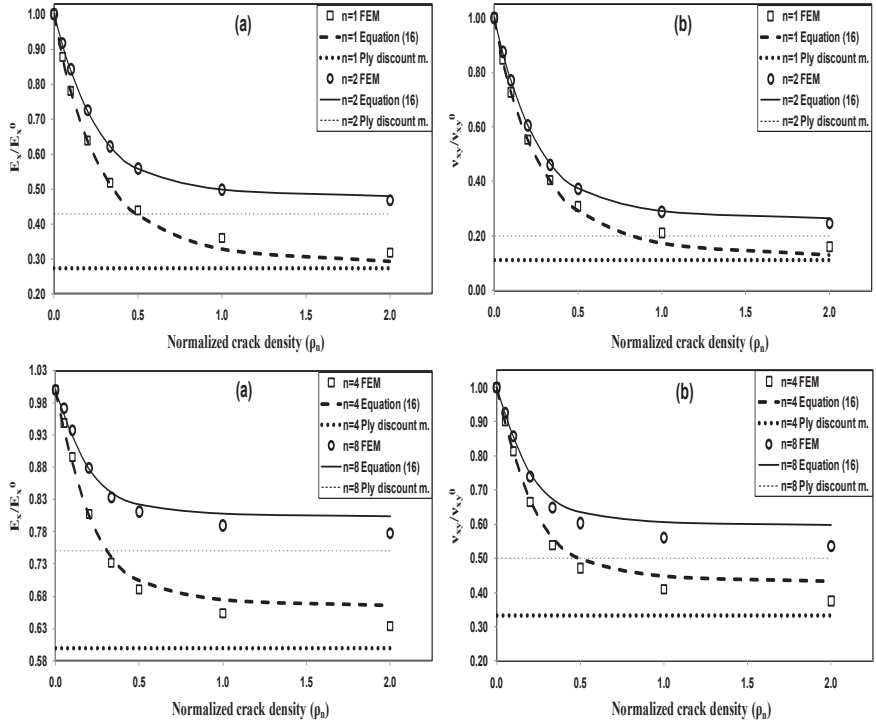 (a)
n=1 FEM
n=1 Equation (16)
n=1 Ply discount m.
n=2 FEM
n=2 Equation (16)
n=2 Ply discount m.
Ex/Ex⁰
1.00
0.90
0.80
0.70
0.60
0.50
0.40
0.30
0.20
0.0 0.5 1.0 1.5 2.0
Normalized crack density (ρn)
(b)
n=1 FEM
n=1 Equation (16)
n=1 Ply discount m.
n=2 FEM
n=2 Equation (16)
n=2 Ply discount m.
νxy/νxy⁰
1.00
0.80
0.60
0.40
0.20
0.00
0.0 0.5 1.0 1.5 2.0
Normalized crack density (ρn)
(a)
n=4 FEM
n=4 Equation (16)
n=4 Ply discount m.
n=8 FEM
n=8 Equation (16)
n=8 Ply discount m.
Ex/Ex⁰
1.03
0.98
0.93
0.88
0.83
0.78
0.73
0.68
0.63
0.58
0.0 0.5 1.0 1.5 2.0
Normalized crack density (ρn)
(b)
n=4 FEM
n=4 Equation (16)
n=4 Ply discount m.
n=8 FEM
n=8 Equation (16)
n=8 Ply discount m.
νxy/νxy⁰
1.00
0.90
0.80
0.70
0.60
0.50
0.40
0.30
0.20
0.0 0.5 1.0 1.5 2.0
Normalized crack density (ρn)